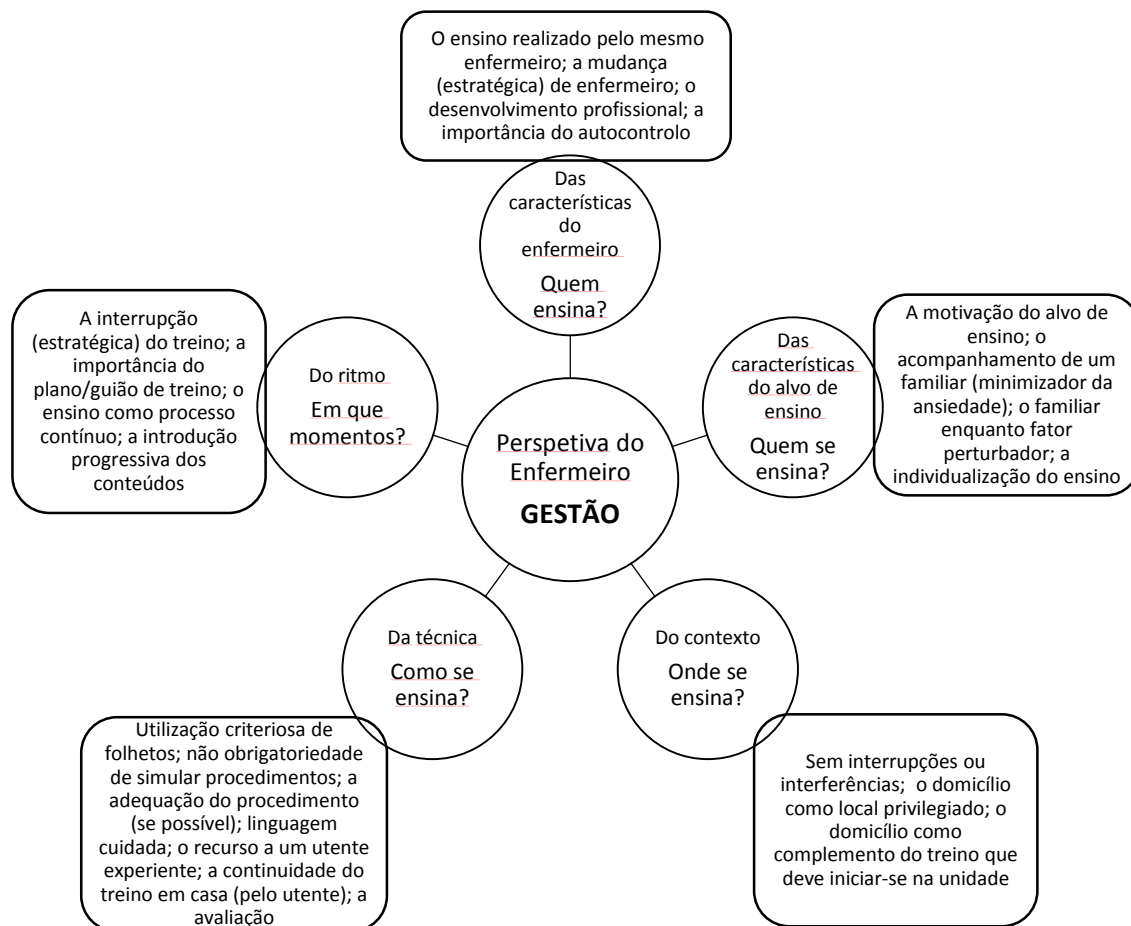 O ensino realizado pelo mesmo
enfermeiro; a mudança
(estratégica) de enfermeiro; o
desenvolvimento profissional; a
importância do autocontrolo
Das
características
do
enfermeiro
Quem
ensina?
A interrupção
(estratégica) do treino; a
importância do
plano/guião de treino; o
ensino como processo
contínuo; a introdução
progressiva dos
conteúdos
Do ritmo
Em que
momentos?
Perspetiva do
Enfermeiro
GESTÃO
Das
características
do alvo de
ensino
Quem se
ensina?
A motivação do alvo de
ensino; o
acompanhamento de um
familiar (minimizador da
ansiedade); o familiar
enquanto fator
perturbador; a
individualização do ensino
Da técnica
Como se
ensina?
Utilização criteriosa de
folhetos; não obrigatoriedade
de simular procedimentos; a
adequação do procedimento
(se possível); linguagem
cuidada; o recurso a um utente
experiente; a continuidade do
treino em casa (pelo utente); a
avaliação
Do contexto
Onde se
ensina?
Sem interrupções ou
interferências; o domicílio
como local privilegiado; o
domicílio como
complemento do treino que
deve iniciar-se na unidade